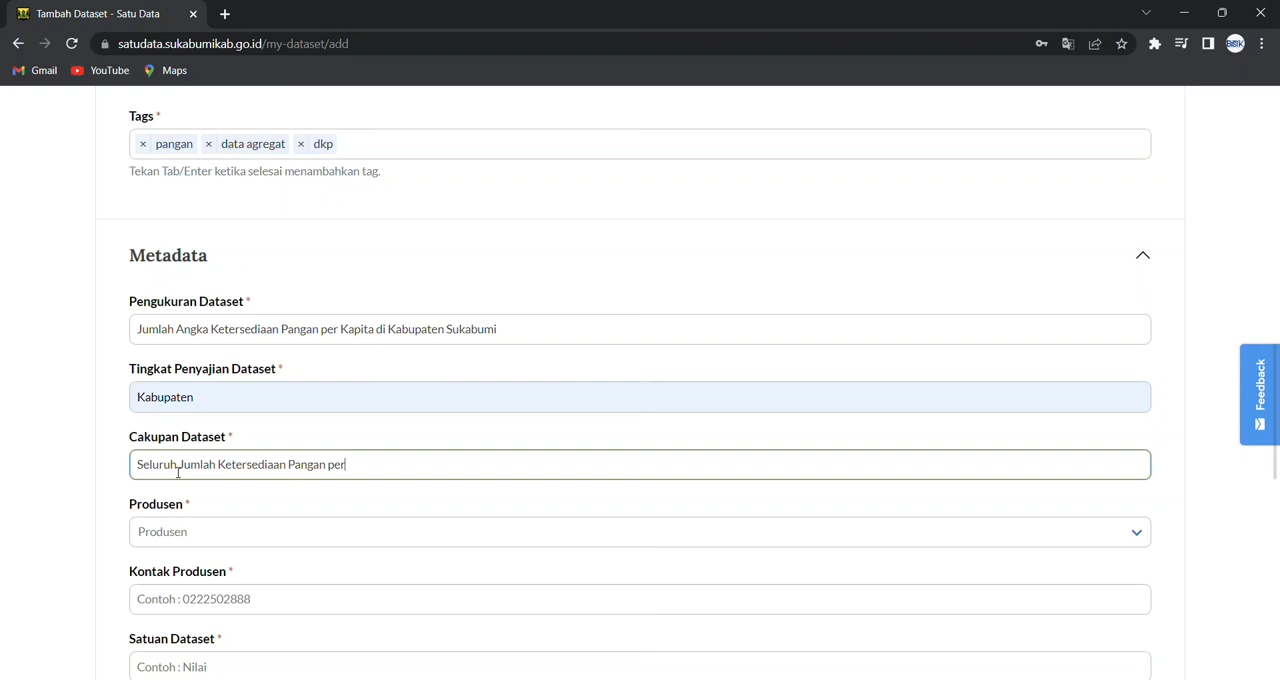 Tambah Dataset - Satu Data
satudata.sukabumikab.go.id/my-dataset/add
Gmail YouTube Maps
Tags *
× pangan × data agregat × dkp
Tekan Tab/Enter ketika selesai menambahkan tag.
Metadata
Pengukuran Dataset *
Jumlah Angka Ketersediaan Pangan per Kapita di Kabupaten Sukabumi
Tingkat Penyajian Dataset *
Kabupaten
Feedback
Cakupan Dataset *
Seluruh Jumlah Ketersediaan Pangan per
Produsen *
Produsen
Kontak Produsen *
Contoh : 0222502888
Satuan Dataset *
Contoh : Nilai